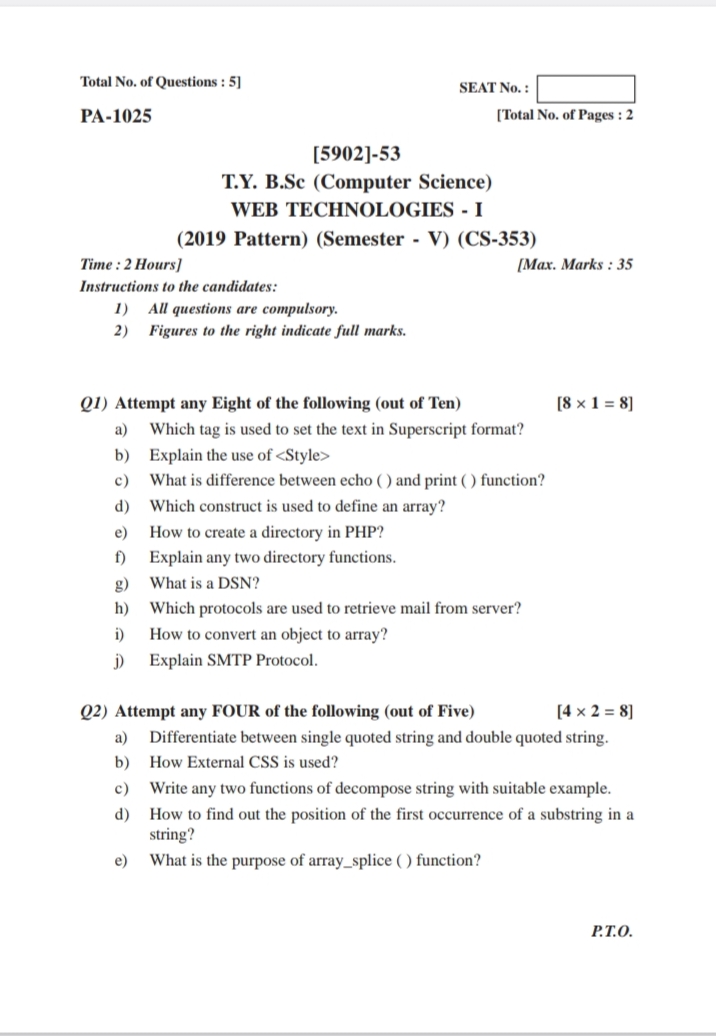 Total No. of Questions : 5]
SEAT No. :
PA-1025
[Total No. of Pages : 2
[5902]-53
T.Y. B.Sc (Computer Science)
WEB TECHNOLOGIES - I
(2019 Pattern) (Semester - V) (CS-353)
Time : 2 Hours]
[Max. Marks : 35
Instructions to the candidates:
1) All questions are compulsory.
2) Figures to the right indicate full marks.
Q1) Attempt any Eight of the following (out of Ten) [8 × 1 = 8]
a) Which tag is used to set the text in Superscript format?
b) Explain the use of <Style>
c) What is difference between echo ( ) and print ( ) function?
d) Which construct is used to define an array?
e) How to create a directory in PHP?
f) Explain any two directory functions.
g) What is a DSN?
h) Which protocols are used to retrieve mail from server?
i) How to convert an object to array?
j) Explain SMTP Protocol.
Q2) Attempt any FOUR of the following (out of Five) [4 × 2 = 8]
a) Differentiate between single quoted string and double quoted string.
b) How External CSS is used?
c) Write any two functions of decompose string with suitable example.
d) How to find out the position of the first occurrence of a substring in a
string?
e) What is the purpose of array_splice ( ) function?
P.T.O.